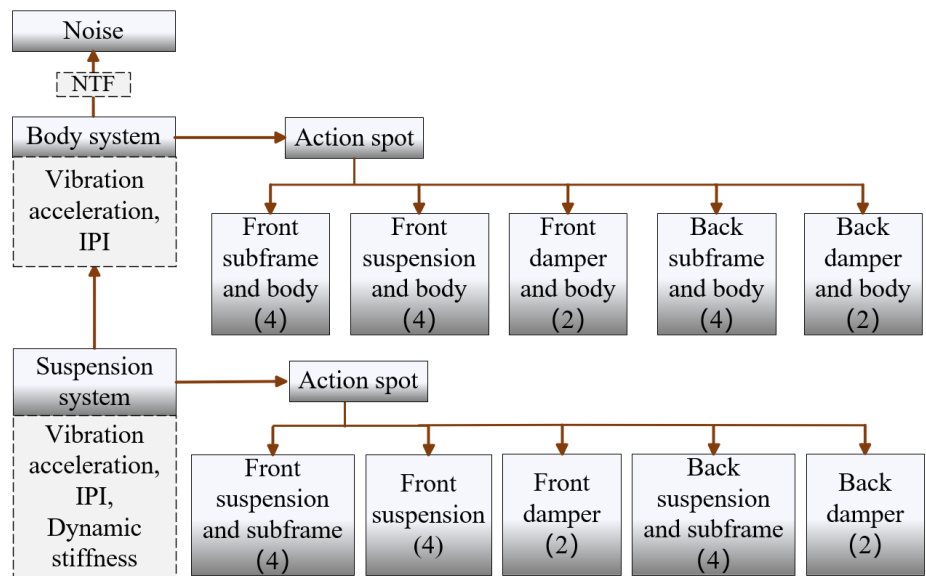 Noise
NTF
Body system
Vibration
acceleration,
IPI
Action spot
Front
subframe
and body
(4)
Front
suspension
and body
(4)
Front
damper
and body
(2)
Back
subframe
and body
(4)
Back
damper
and body
(2)
Suspension
system
Vibration
acceleration,
IPI,
Dynamic
stiffness
Action spot
Front
suspension
and subframe
(4)
Front
suspension
(4)
Front
damper
(2)
Back
suspension
and subframe
(4)
Back
damper
(2)